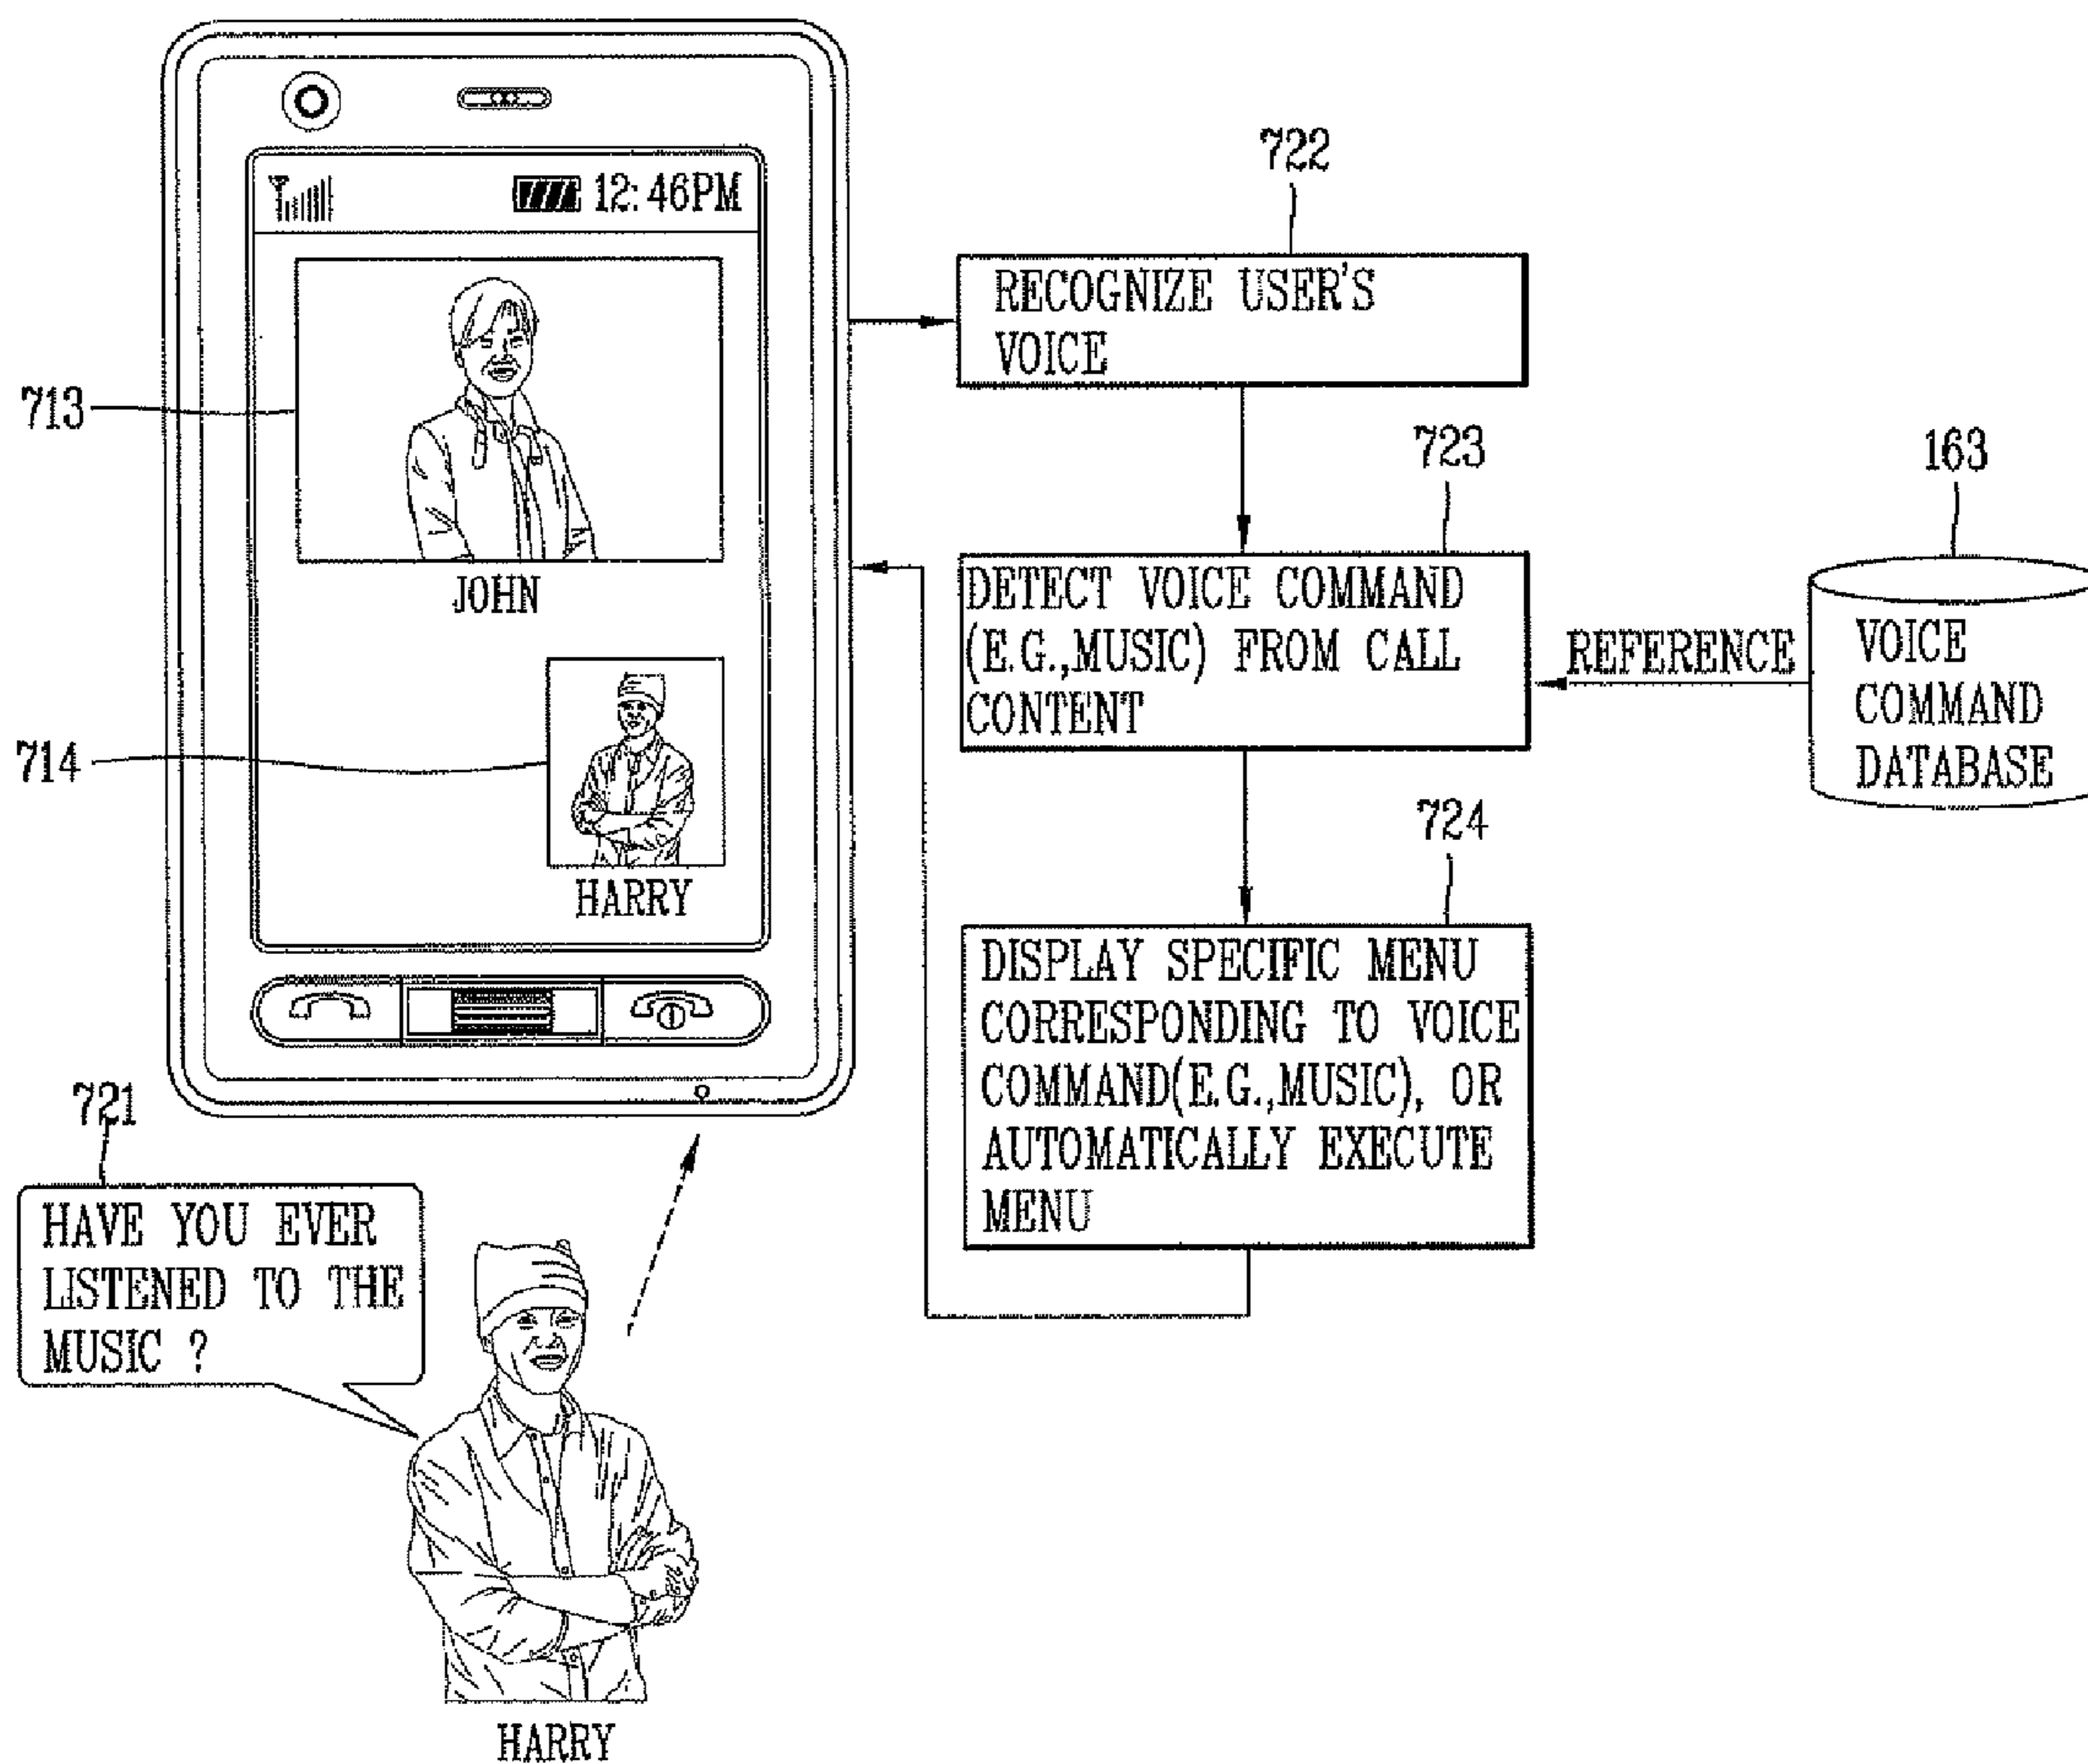 12:46PM
713
JOHN
714
HARRY
721
HAVE YOU EVER
LISTENED TO THE
MUSIC ?
HARRY
722
RECOGNIZE USER'S
VOICE
723
DETECT VOICE COMMAND
(E.G.,MUSIC) FROM CALL
CONTENT
REFERENCE
163
VOICE
COMMAND
DATABASE
724
DISPLAY SPECIFIC MENU
CORRESPONDING TO VOICE
COMMAND(E.G.,MUSIC), OR
AUTOMATICALLY EXECUTE
MENU